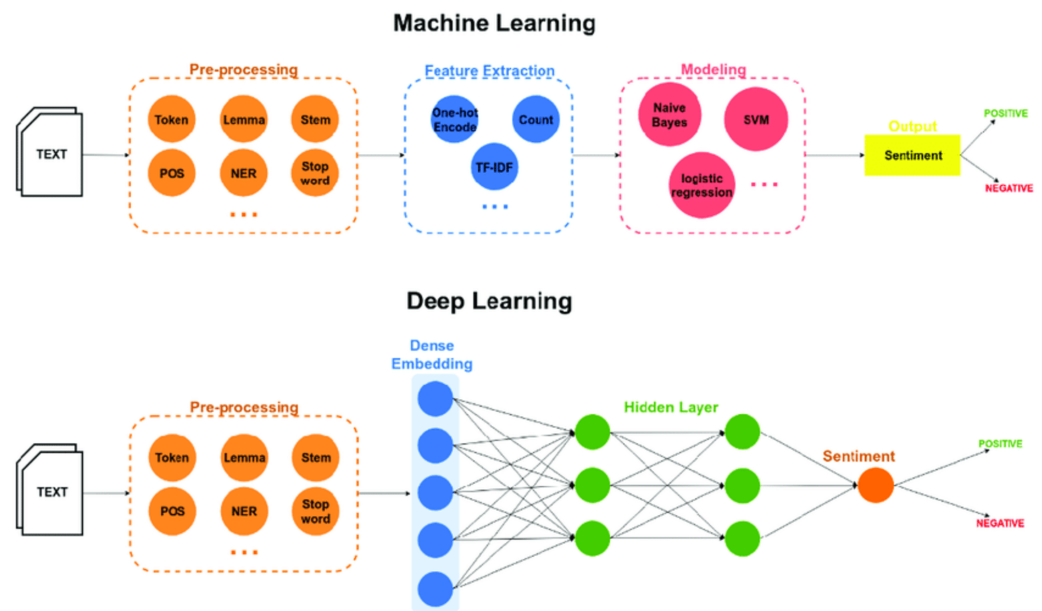 Machine Learning
Pre-processing
Feature Extraction
Modeling
TEXT
Token
Lemma
Stem
POS
NER
Stop
word
...
One-hot
Encode
Count
TF-IDF
...
Naive
Bayes
SVM
logistic
regression
...
Output
Sentiment
POSITIVE
NEGATIVE
Deep Learning
Dense
Embedding
Pre-processing
Hidden Layer
TEXT
Token
Lemma
Stem
POS
NER
Stop
word
...
Sentiment
POSITIVE
NEGATIVE